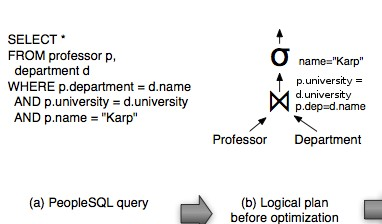 SELECT *
FROM professor p,
department d
WHERE p.department = d.name
AND p.university = d.university
AND p.name = "Karp"
σ name="Karp"
⋈ p.university =
d.university
p.dep=d.name
Professor Department
(a) PeopleSQL query
(b) Logical plan
before optimization